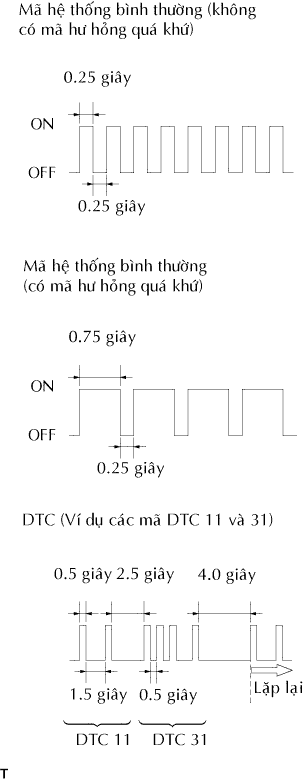 Mã hệ thống bình thường (không
có mã hư hỏng quá khứ)
0.25 giây
ON
OFF
0.25 giây
Mã hệ thống bình thường
(có mã hư hỏng quá khứ)
0.75 giây
ON
OFF
0.25 giây
DTC (Ví dụ các mã DTC 11 và 31)
0.5 giây 2.5 giây 4.0 giây
Lặp lại
1.5 giây 0.5 giây
DTC 11 DTC 31
T